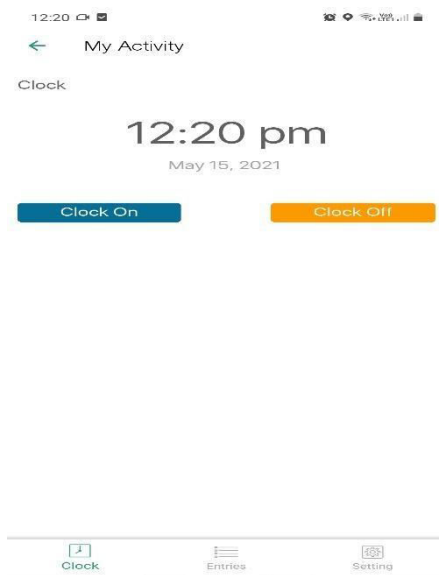 12:20
My Activity
Clock
12:20 pm
May 15, 2021
Clock On Clock Off
Clock Entries Setting